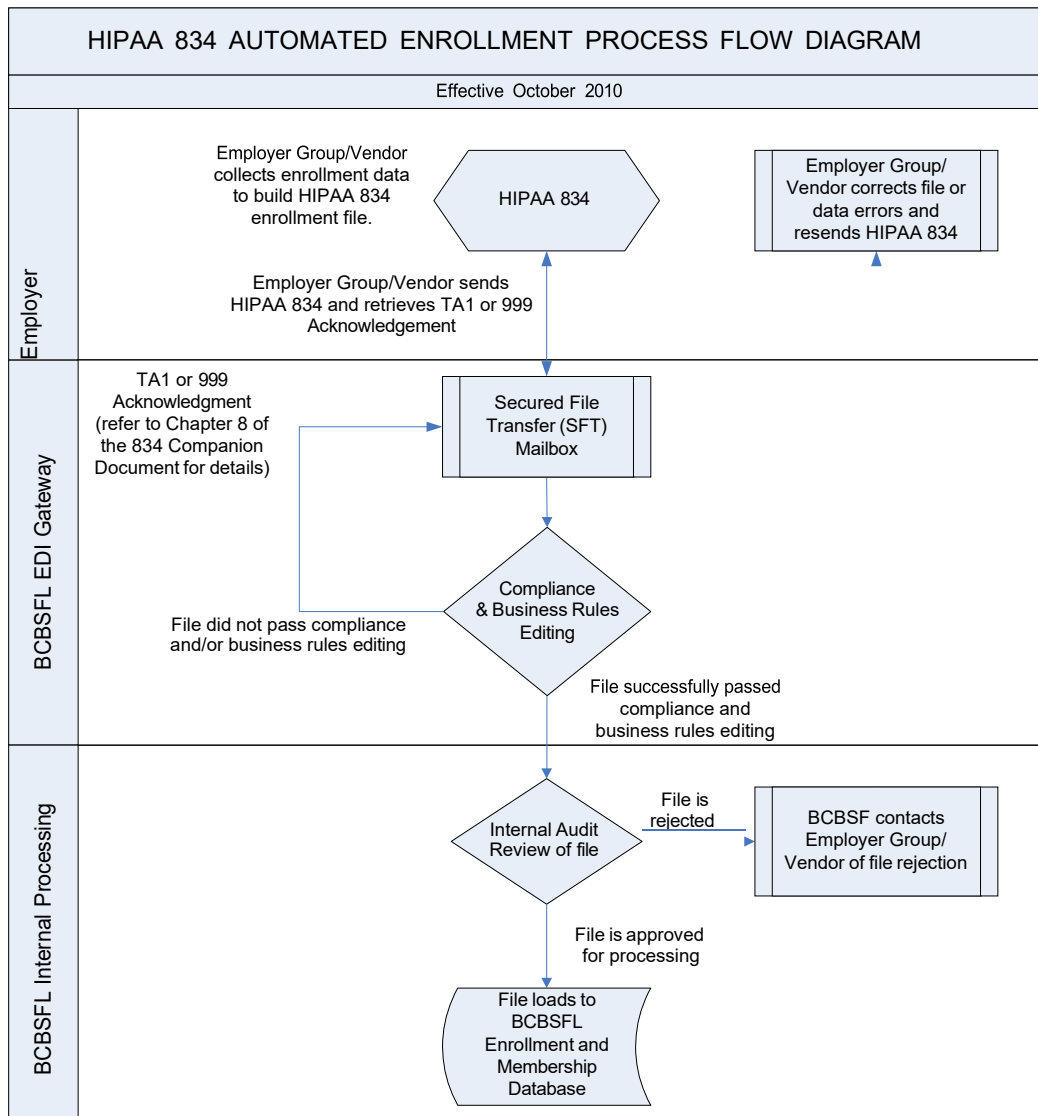 HIPAA 834 AUTOMATED ENROLLMENT PROCESS FLOW DIAGRAM
Effective October 2010
Employer
Employer Group/Vendor
collects enrollment data
to build HIPAA 834
enrollment file.
HIPAA 834
Employer Group/
Vendor corrects file or
data errors and
resends HIPAA 834
Employer Group/Vendor sends
HIPAA 834 and retrieves TA1 or 999
Acknowledgement
BCBSFL EDI Gateway
TA1 or 999
Acknowledgment
(refer to Chapter 8 of
the 834 Companion
Document for details)
Secured File
Transfer (SFT)
Mailbox
Compliance
& Business Rules
Editing
File did not pass compliance
and/or business rules editing
File successfully passed
compliance and
business rules editing
BCBSFL Internal Processing
Internal Audit
Review of file
File is
rejected
BCBSF contacts
Employer Group/
Vendor of file rejection
File is approved
for processing
File loads to
BCBSFL
Enrollment and
Membership
Database